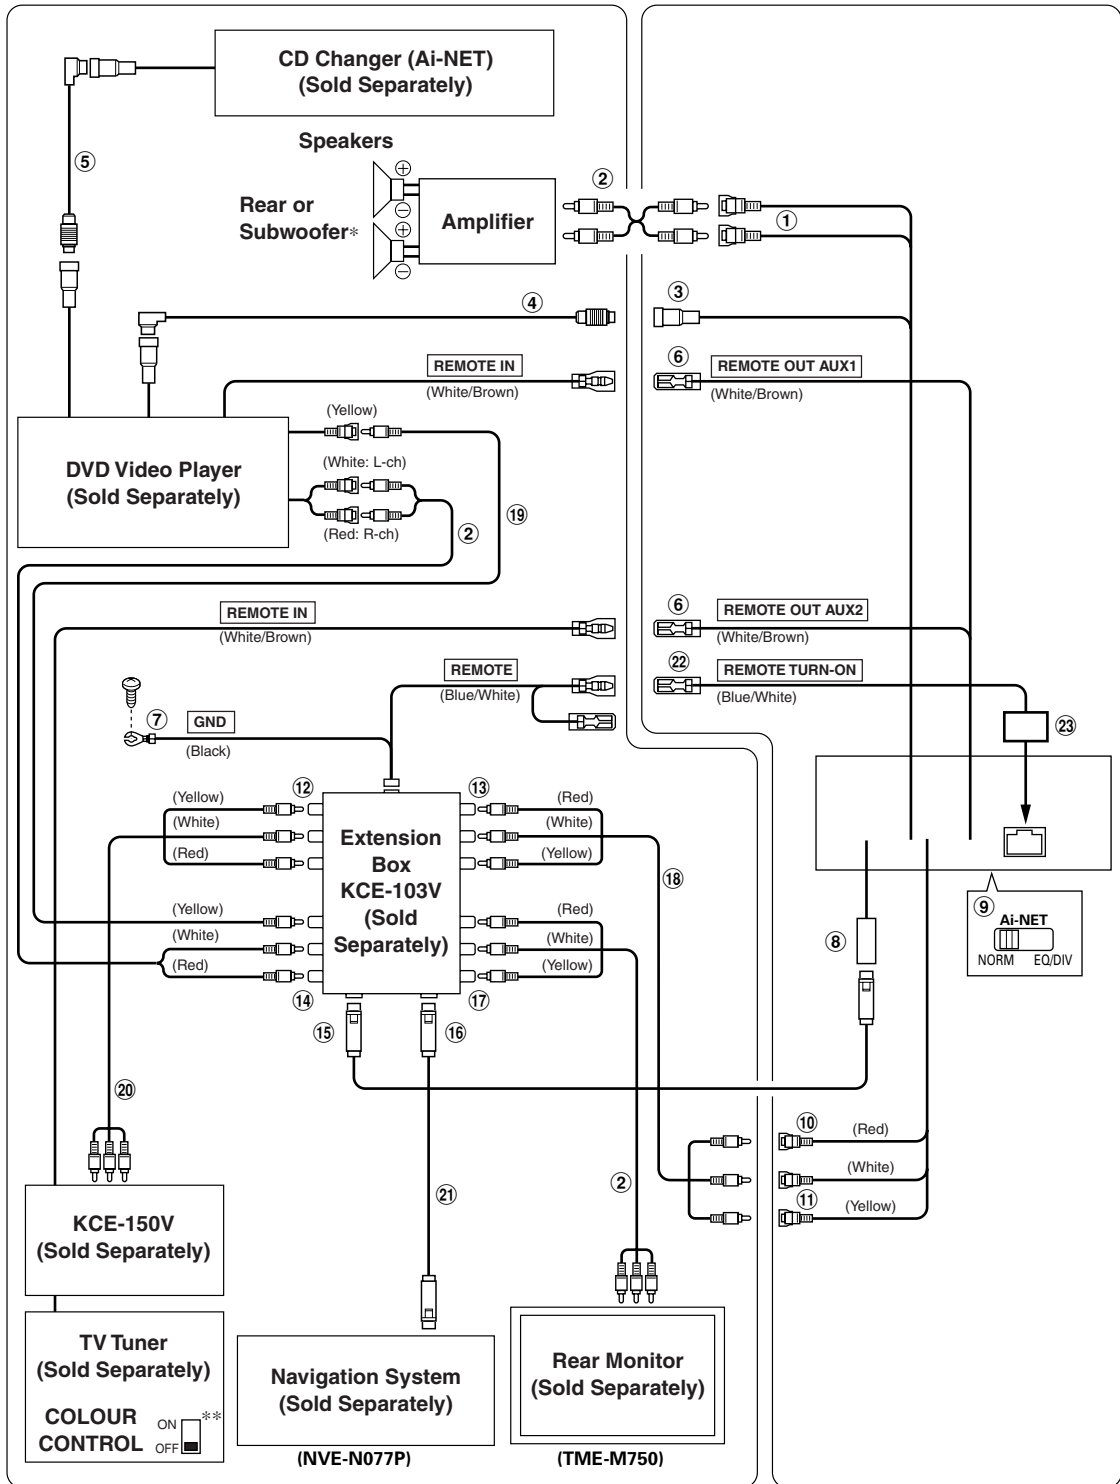 CD Changer (Ai-NET)
(Sold Separately)
⑤
Speakers
⊕
⊖
⊕
⊖
Rear or
Subwoofer*
Amplifier
②
①
④
③
REMOTE IN
(White/Brown)
⑥
REMOTE OUT AUX1
(White/Brown)
DVD Video Player
(Sold Separately)
(Yellow)
(White: L-ch)
(Red: R-ch)
②
⑲
REMOTE IN
(White/Brown)
⑥
REMOTE OUT AUX2
(White/Brown)
REMOTE
(Blue/White)
㉒
REMOTE TURN-ON
(Blue/White)
㉓
⑦
GND
(Black)
⑫
⑬
(Yellow)
(White)
(Red)
(Yellow)
(White)
(Red)
Extension
Box
KCE-103V
(Sold
Separately)
(Red)
(White)
(Yellow)
(Red)
(White)
(Yellow)
⑱
⑭
⑰
⑮
⑯
⑧
⑨
Ai-NET
NORM EQ/DIV
⑳
㉑
②
⑩
(Red)
(White)
⑪
(Yellow)
KCE-150V
(Sold Separately)
TV Tuner
(Sold Separately)
COLOUR
CONTROL
ON
OFF
**
Navigation System
(Sold Separately)
(NVE-N077P)
Rear Monitor
(Sold Separately)
(TME-M750)